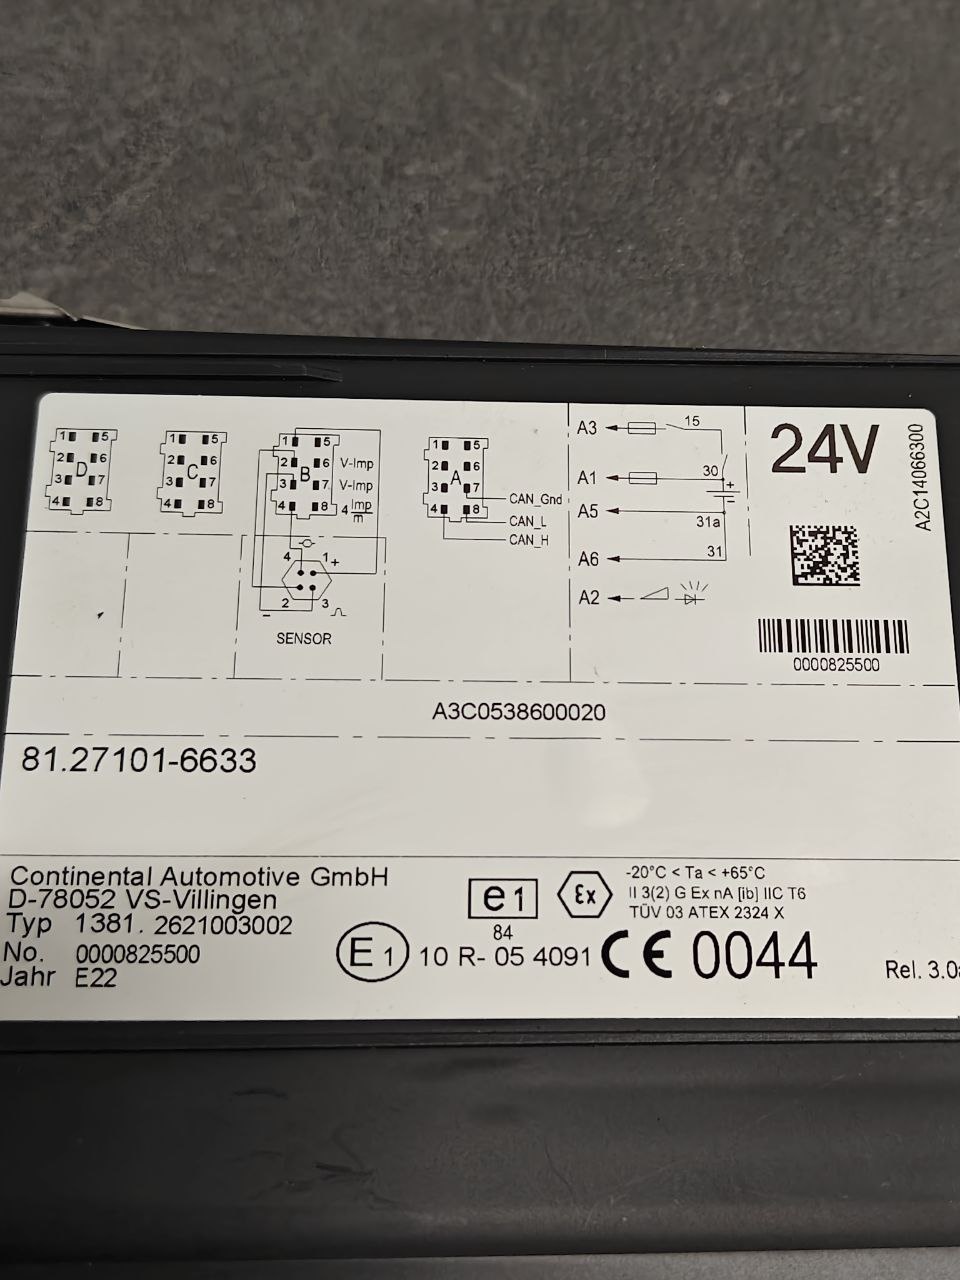 1 5
2 6
D
3 7
4 8
1 5
2 6
C
3 7
4 8
1 5
2 6 V-Imp
B
3 7 V-Imp
4 8 4 Imp/m
4 1 +
2 3
−
SENSOR
1 5
2 6
A
3 7
4 8
CAN_Gnd
CAN_L
CAN_H
A3 15
A1 30
+
−
A5 31a
A6 31
A2
24V
A2C14066300
0000825500
A3C0538600020
81.27101-6633
Continental Automotive GmbH
D-78052 VS-Villingen
Typ 1381. 2621003002
No. 0000825500
Jahr E22
e1
84
E1 10 R- 05 4091
Ex
-20°C < Ta < +65°C
II 3(2) G Ex nA [ib] IIC T6
TÜV 03 ATEX 2324 X
CE 0044
Rel. 3.0a